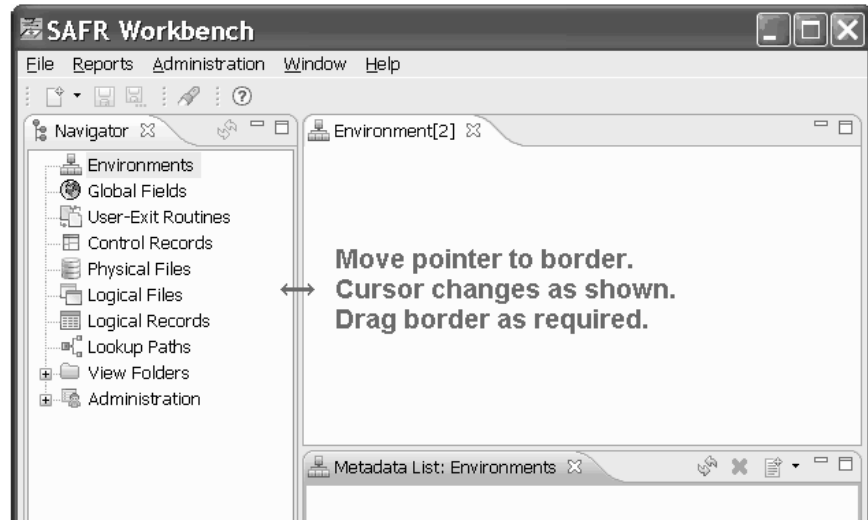 SAFR Workbench
File Reports Administration Window Help
Navigator
Environment[2]
Environments
Global Fields
User-Exit Routines
Control Records
Physical Files
Logical Files
Logical Records
Lookup Paths
View Folders
Administration
Move pointer to border.
Cursor changes as shown.
Drag border as required.
Metadata List: Environments